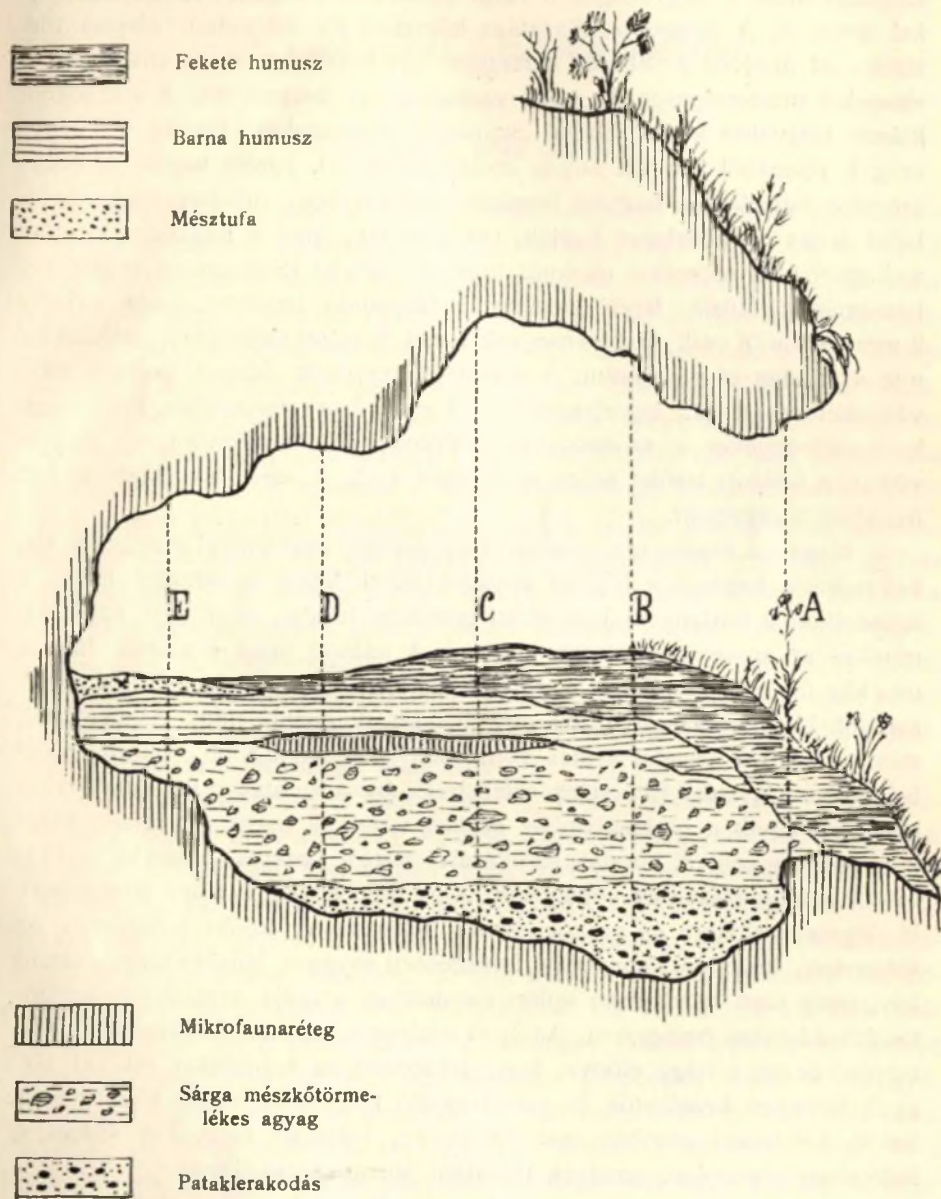 Fekete humusz
Barna humusz
Mésztufa
E D C B A
Mikrofaunaréteg
Sárga mészkőtörme-
lékes agyag
Pataklerakodás